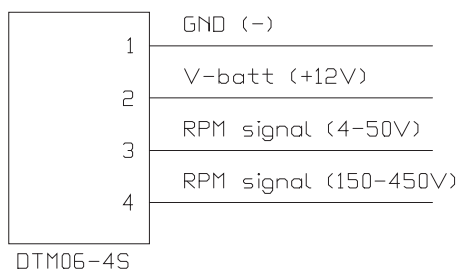 GND (-)
1
V-batt (+12V)
2
RPM signal (4-50V)
3
RPM signal (150-450V)
4
DTM06-4S